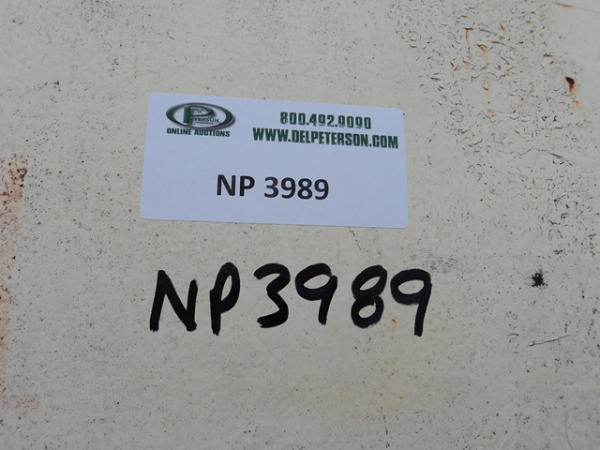 PETERSON
ONLINE AUCTIONS
800.492.9090
WWW.DELPETERSON.COM
NP 3989
NP3989